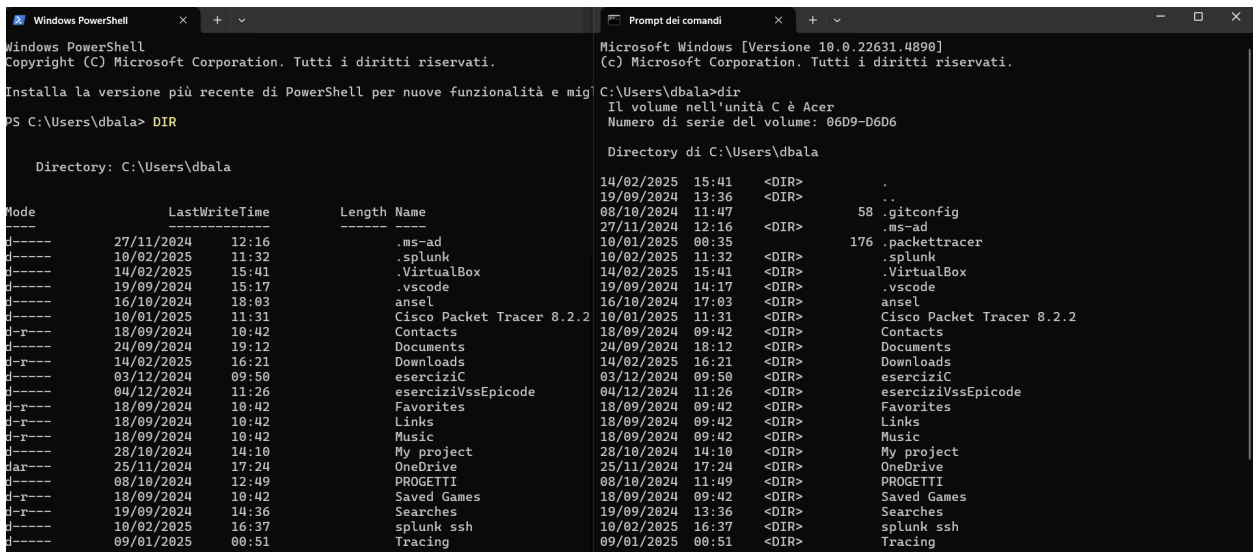 Windows PowerShell
Windows PowerShell
Copyright (C) Microsoft Corporation. Tutti i diritti riservati.
Installa la versione più recente di PowerShell per nuove funzionalità e migl
PS C:\Users\dbala> DIR
Directory: C:\Users\dbala
Mode LastWriteTime Length Name
---- ------------- ------ ----
d----- 27/11/2024 12:16 .ms-ad
d----- 10/02/2025 11:32 .splunk
d----- 14/02/2025 15:41 .VirtualBox
d----- 19/09/2024 15:17 .vscode
d----- 16/10/2024 18:03 ansel
d----- 10/01/2025 11:31 Cisco Packet Tracer 8.2.2
d-r--- 18/09/2024 10:42 Contacts
d----- 24/09/2024 19:12 Documents
d-r--- 14/02/2025 16:21 Downloads
d----- 03/12/2024 09:50 eserciziC
d----- 04/12/2024 11:26 eserciziVssEpicode
d-r--- 18/09/2024 10:42 Favorites
d-r--- 18/09/2024 10:42 Links
d-r--- 18/09/2024 10:42 Music
d----- 28/10/2024 14:10 My project
dar--- 25/11/2024 17:24 OneDrive
d----- 08/10/2024 12:49 PROGETTI
d-r--- 18/09/2024 10:42 Saved Games
d-r--- 19/09/2024 14:36 Searches
d----- 10/02/2025 16:37 splunk ssh
d----- 09/01/2025 00:51 Tracing
Prompt dei comandi
Microsoft Windows [Versione 10.0.22631.4890]
(c) Microsoft Corporation. Tutti i diritti riservati.
C:\Users\dbala>dir
Il volume nell'unità C è Acer
Numero di serie del volume: 06D9-D6D6
Directory di C:\Users\dbala
14/02/2025 15:41 <DIR> .
19/09/2024 13:36 <DIR> ..
08/10/2024 11:47 58 .gitconfig
27/11/2024 12:16 <DIR> .ms-ad
10/01/2025 00:35 176 .packettracer
10/02/2025 11:32 <DIR> .splunk
14/02/2025 15:41 <DIR> .VirtualBox
19/09/2024 14:17 <DIR> .vscode
16/10/2024 17:03 <DIR> ansel
10/01/2025 11:31 <DIR> Cisco Packet Tracer 8.2.2
18/09/2024 09:42 <DIR> Contacts
24/09/2024 18:12 <DIR> Documents
14/02/2025 16:21 <DIR> Downloads
03/12/2024 09:50 <DIR> eserciziC
04/12/2024 11:26 <DIR> eserciziVssEpicode
18/09/2024 09:42 <DIR> Favorites
18/09/2024 09:42 <DIR> Links
18/09/2024 09:42 <DIR> Music
28/10/2024 14:10 <DIR> My project
25/11/2024 17:24 <DIR> OneDrive
08/10/2024 11:49 <DIR> PROGETTI
18/09/2024 09:42 <DIR> Saved Games
19/09/2024 13:36 <DIR> Searches
10/02/2025 16:37 <DIR> splunk ssh
09/01/2025 00:51 <DIR> Tracing